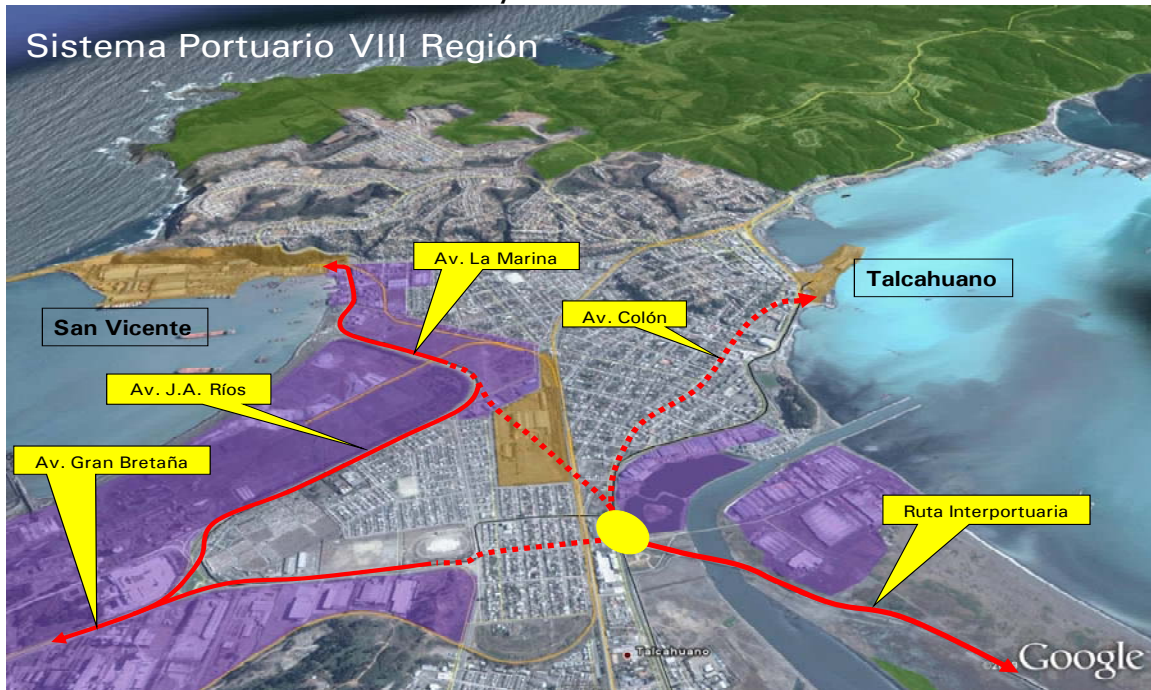 Sistema Portuario VIII Región
Av. La Marina
Talcahuano
San Vicente
Av. Colón
Av. J.A. Ríos
Av. Gran Bretaña
Ruta Interportuaria
Talcahuano
Google